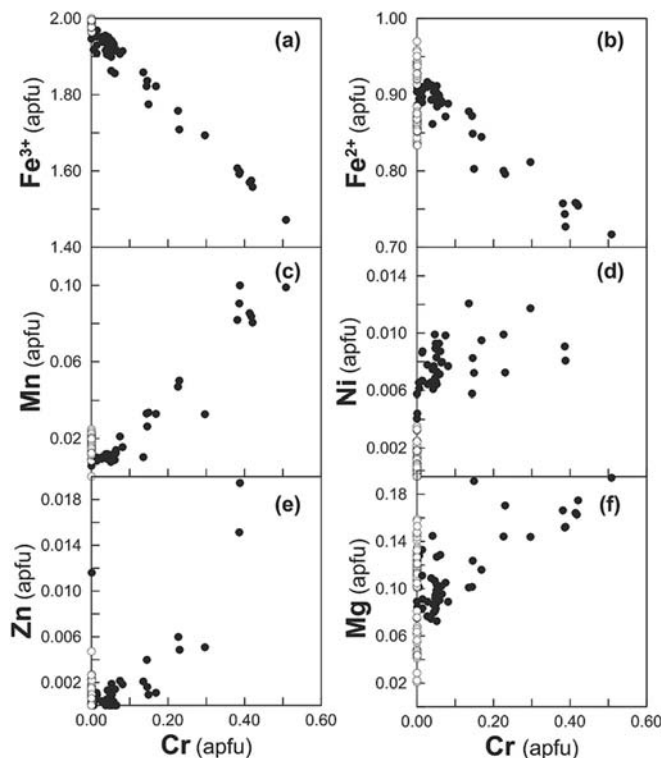 2.00
1.80
1.60
1.40
Fe3+ (apfu)
(a)
1.00
0.90
0.80
0.70
Fe2+ (apfu)
(b)
0.10
0.06
0.02
Mn (apfu)
(c)
0.014
0.010
0.006
0.002
Ni (apfu)
(d)
0.018
0.014
0.010
0.006
0.002
Zn (apfu)
(e)
0.00 0.20 0.40 0.60
Cr (apfu)
0.18
0.14
0.10
0.06
0.02
Mg (apfu)
(f)
0.00 0.20 0.40 0.60
Cr (apfu)